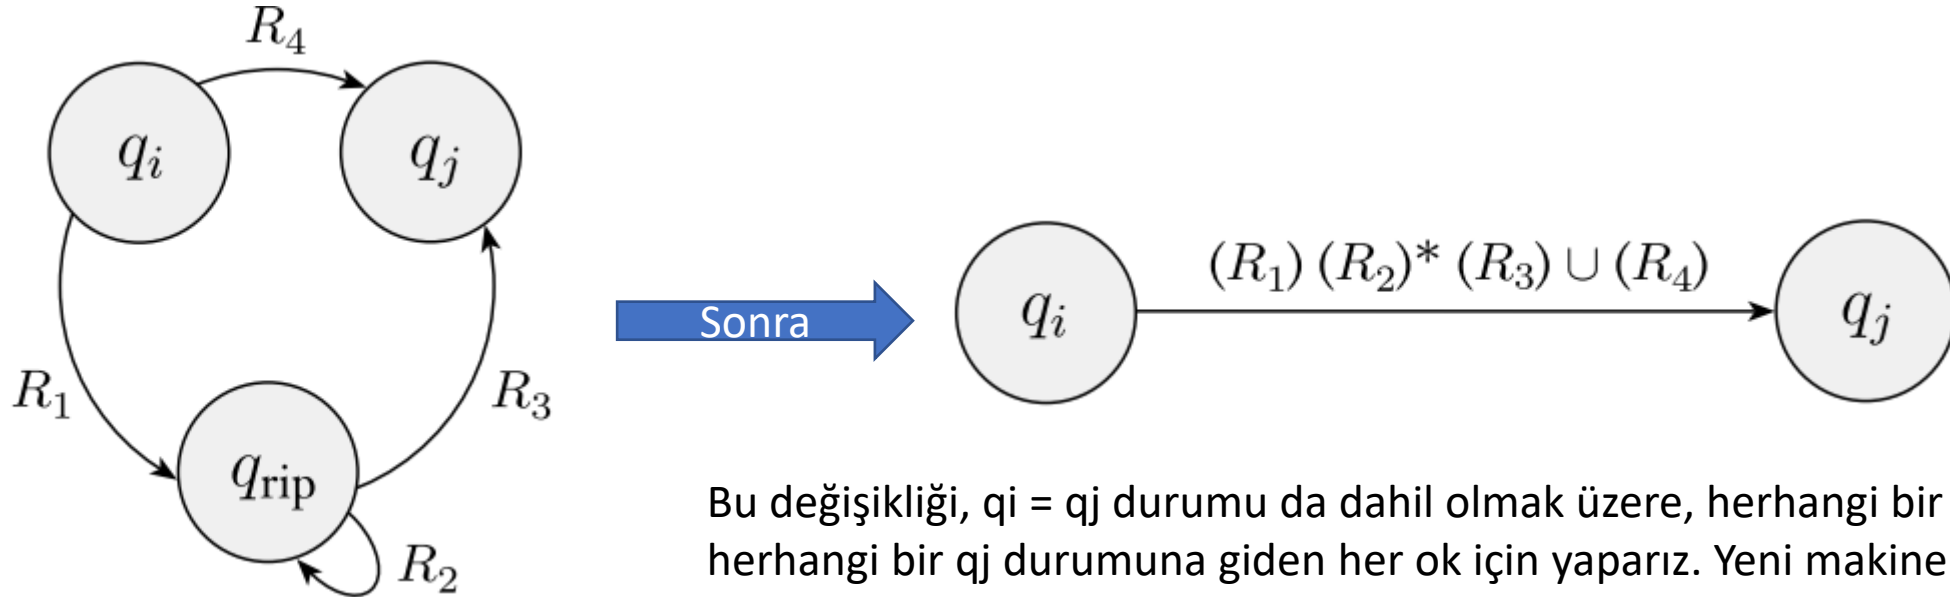 R₄
qᵢ
qⱼ
R₁
R₃
q_rip
R₂
Sonra
(R₁) (R₂)* (R₃) ∪ (R₄)
qᵢ
qⱼ
Bu değişikliği, qi = qj durumu da dahil olmak üzere, herhangi bir
herhangi bir qj durumuna giden her ok için yaparız. Yeni makine